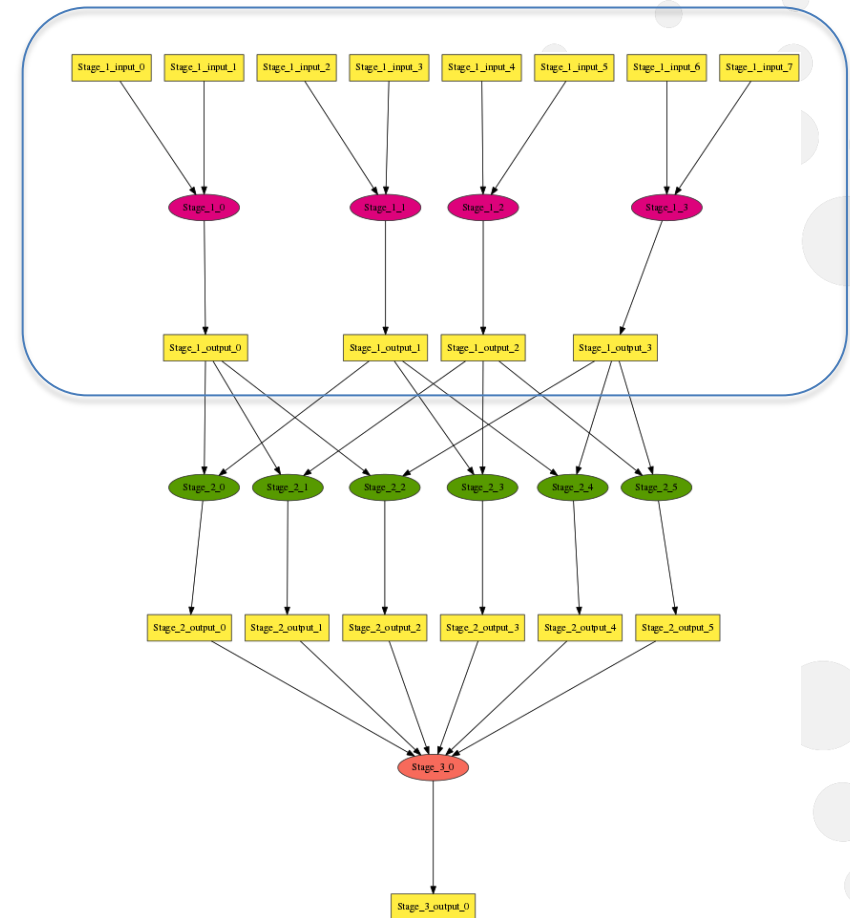 Stage_1_input_0
Stage_1_input_1
Stage_1_input_2
Stage_1_input_3
Stage_1_input_4
Stage_1_input_5
Stage_1_input_6
Stage_1_input_7
Stage_1_0
Stage_1_1
Stage_1_2
Stage_1_3
Stage_1_output_0
Stage_1_output_1
Stage_1_output_2
Stage_1_output_3
Stage_2_0
Stage_2_1
Stage_2_2
Stage_2_3
Stage_2_4
Stage_2_5
Stage_2_output_0
Stage_2_output_1
Stage_2_output_2
Stage_2_output_3
Stage_2_output_4
Stage_2_output_5
Stage_3_0
Stage_3_output_0